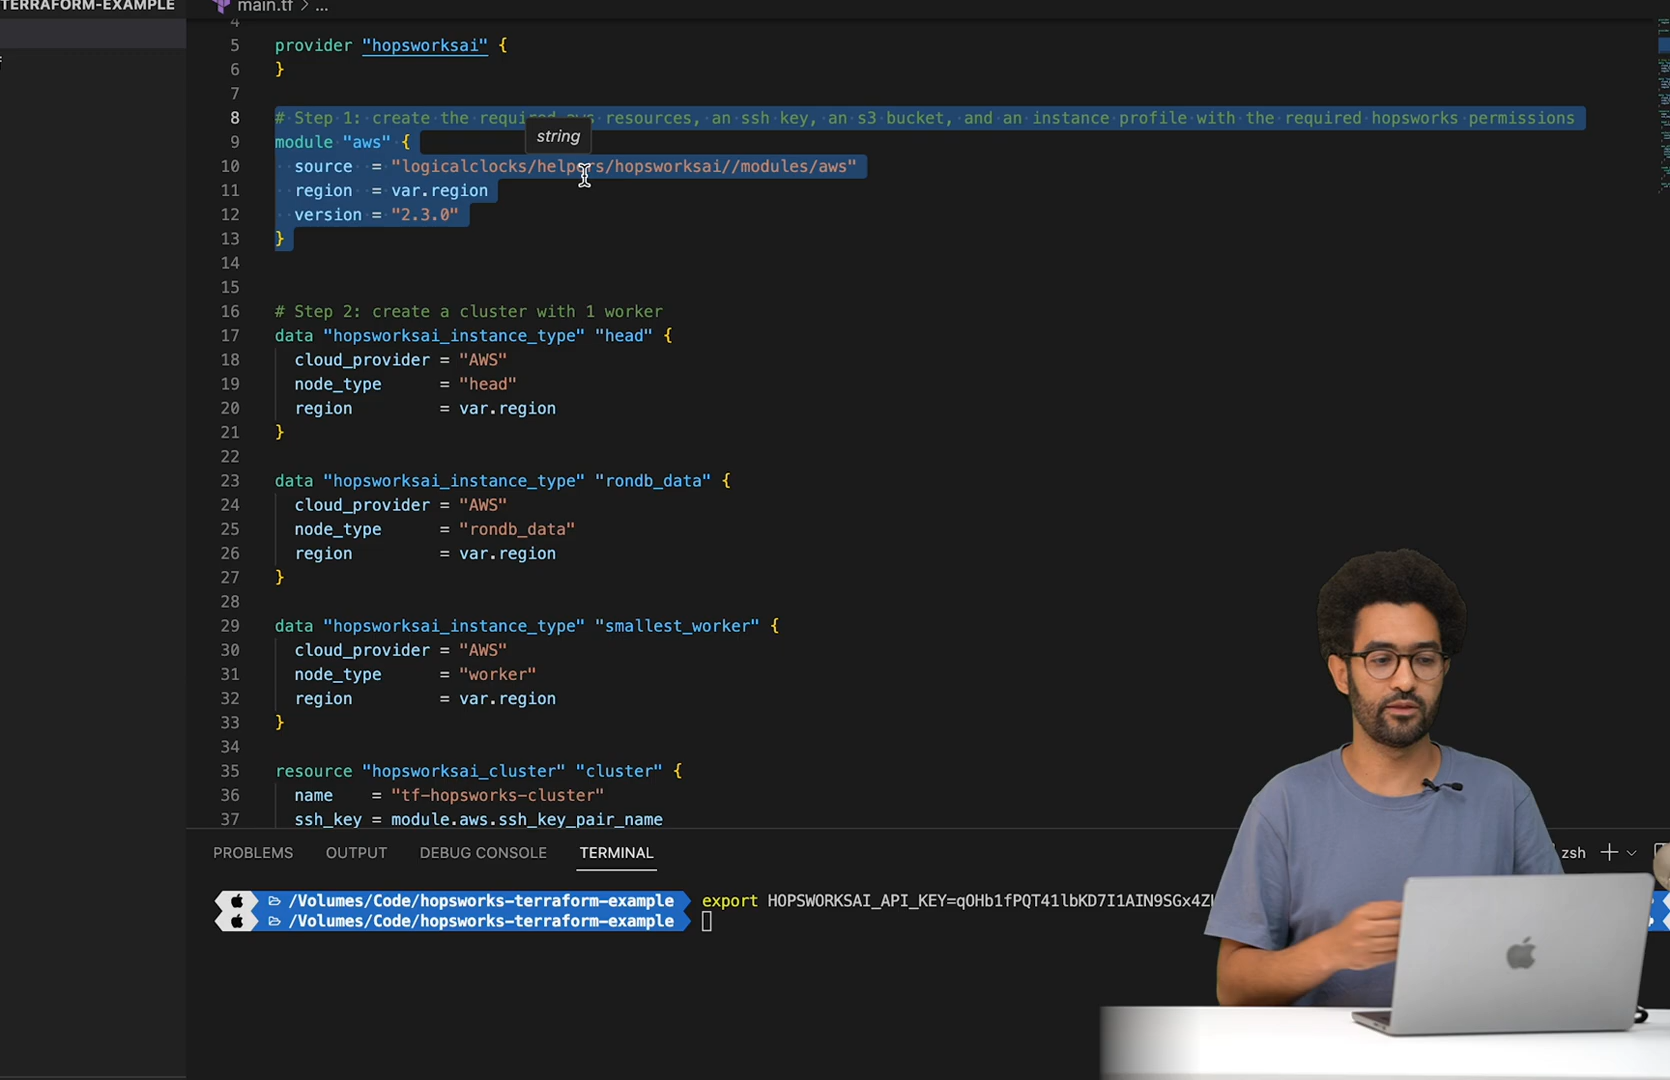 TERRAFORM-EXAMPLE
main.tf > ...
4
5 provider "hopsworksai" {
6 }
7
8 # Step 1: create the required aws resources, an ssh key, an s3 bucket, and an instance profile with the required hopsworks permissions
string
9 module "aws" {
10 source = "logicalclocks/helpers/hopsworksai//modules/aws"
11 region = var.region
12 version = "2.3.0"
13 }
14
15
16 # Step 2: create a cluster with 1 worker
17 data "hopsworksai_instance_type" "head" {
18 cloud_provider = "AWS"
19 node_type = "head"
20 region = var.region
21 }
22
23 data "hopsworksai_instance_type" "rondb_data" {
24 cloud_provider = "AWS"
25 node_type = "rondb_data"
26 region = var.region
27 }
28
29 data "hopsworksai_instance_type" "smallest_worker" {
30 cloud_provider = "AWS"
31 node_type = "worker"
32 region = var.region
33 }
34
35 resource "hopsworksai_cluster" "cluster" {
36 name = "tf-hopsworks-cluster"
37 ssh_key = module.aws.ssh_key_pair_name
PROBLEMS OUTPUT DEBUG CONSOLE TERMINAL zsh
/Volumes/Code/hopsworks-terraform-example export HOPSWORKSAI_API_KEY=qOHb1fPQT41lbKD7I1AIN9SGx4Z
/Volumes/Code/hopsworks-terraform-example